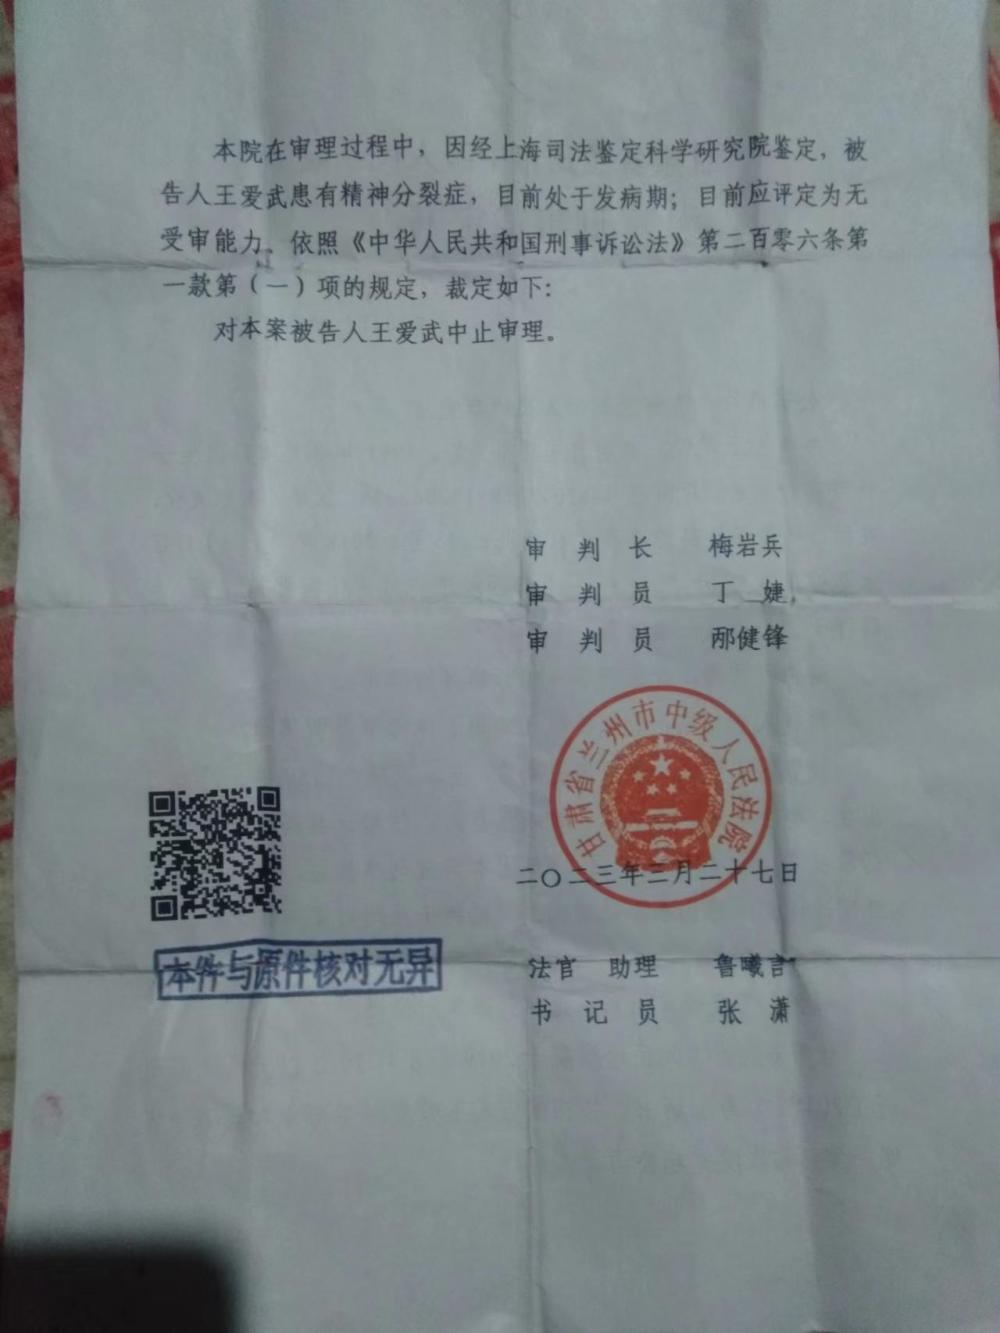 本院在审理过程中，因经上海司法鉴定科学研究院鉴定，被
告人王爱武患有精神分裂症，目前处于发病期；目前应评定为无
受审能力。依照《中华人民共和国刑事诉讼法》第二百零六条第
一款第（一）项的规定，裁定如下：
对本案被告人王爱武中止审理。
审 判 长 梅岩兵
审 判 员 丁 婕
审 判 员 邴健锋
甘肃省兰州市中级人民法院
二〇二三年三月二十七日
本件与原件核对无异
法官 助理 鲁曦言
书 记 员 张 潇